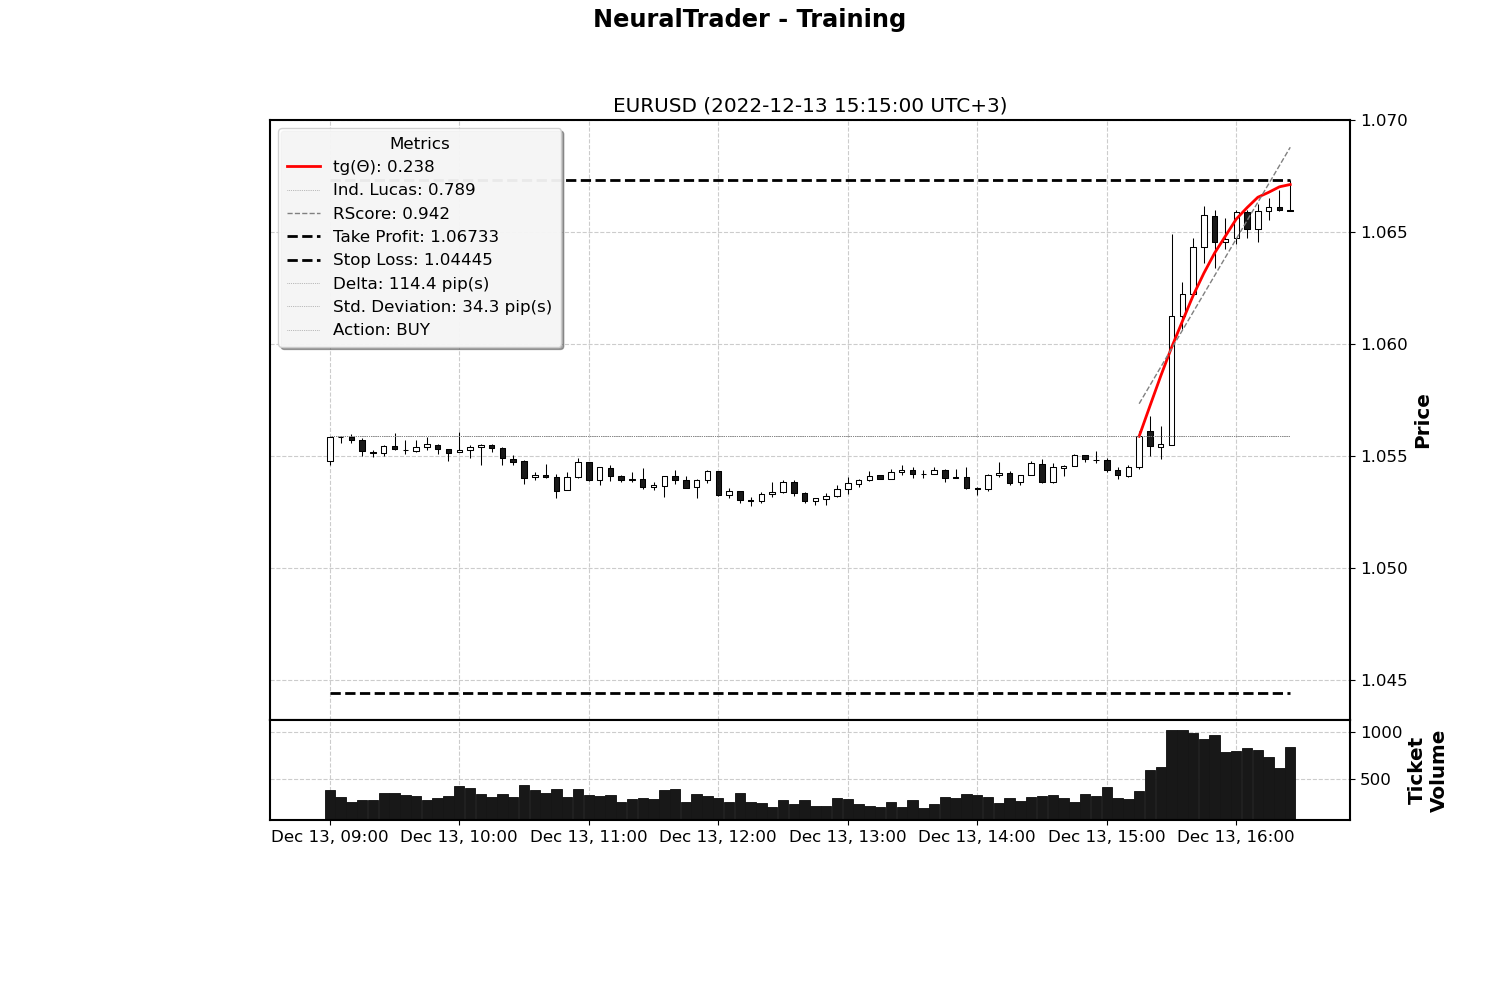 NeuralTrader - Training
EURUSD (2022-12-13 15:15:00 UTC+3)
Metrics
tg(Θ): 0.238
Ind. Lucas: 0.789
RScore: 0.942
Take Profit: 1.06733
Stop Loss: 1.04445
Delta: 114.4 pip(s)
Std. Deviation: 34.3 pip(s)
Action: BUY
1.070
1.065
1.060
1.055
1.050
1.045
Price
1000
500
Ticket
Volume
Dec 13, 09:00 Dec 13, 10:00 Dec 13, 11:00 Dec 13, 12:00 Dec 13, 13:00 Dec 13, 14:00 Dec 13, 15:00 Dec 13, 16:00